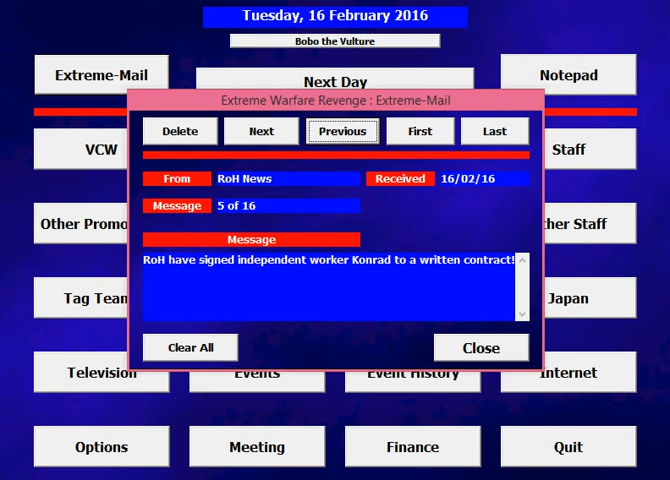 Tuesday, 16 February 2016
Bobo the Vulture
Extreme-Mail
Next Day
Notepad
Extreme Warfare Revenge : Extreme-Mail
Delete
Next
Previous
First
Last
VCW
Staff
From
RoH News
Received
16/02/16
Message
5 of 16
Other Promo
her Staff
Message
RoH have signed independent worker Konrad to a written contract!
Tag Team
Japan
Clear All
Close
Television
Events
Event History
Internet
Options
Meeting
Finance
Quit